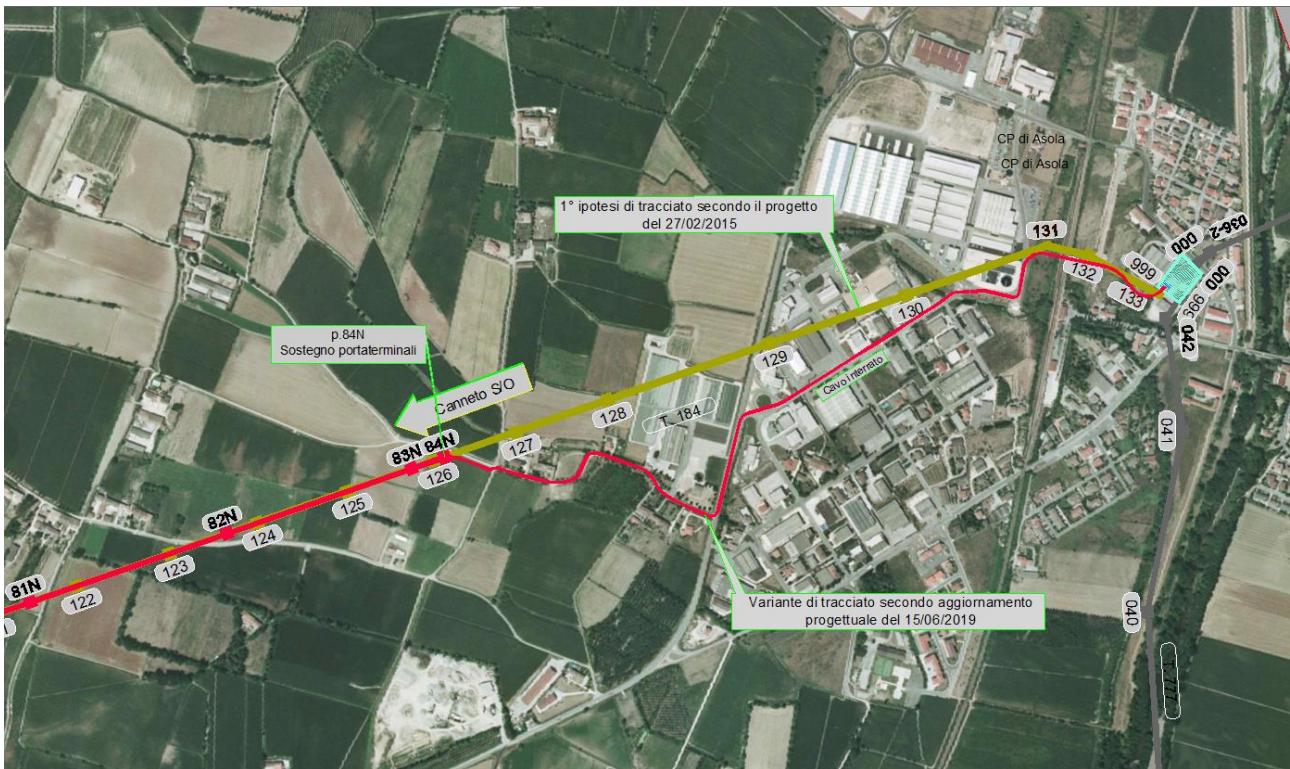 CP di Asola
CP di Asola
1° ipotesi di tracciato secondo il progetto
del 27/02/2015
036-2
000
131
132
999
133
000
999
042
130
129
Cavo interrato
p.84N
Sostegno portaterminali
Canneto S/O
128
T_184
127
83N 84N
126
125
82N
124
123
81N
122
041
040
T_777
Variante di tracciato secondo aggiornamento
progettuale del 15/06/2019